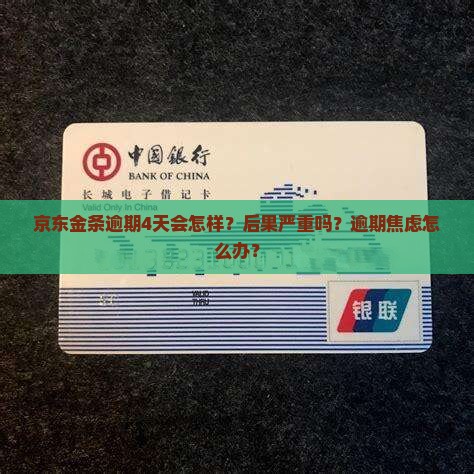 中国银行
BANK OF CHINA
长城电子借记卡
Valid Only In China
京东金条逾期4天会怎样？后果严重吗？逾期焦虑怎
么办？
VALID
THRU
银联